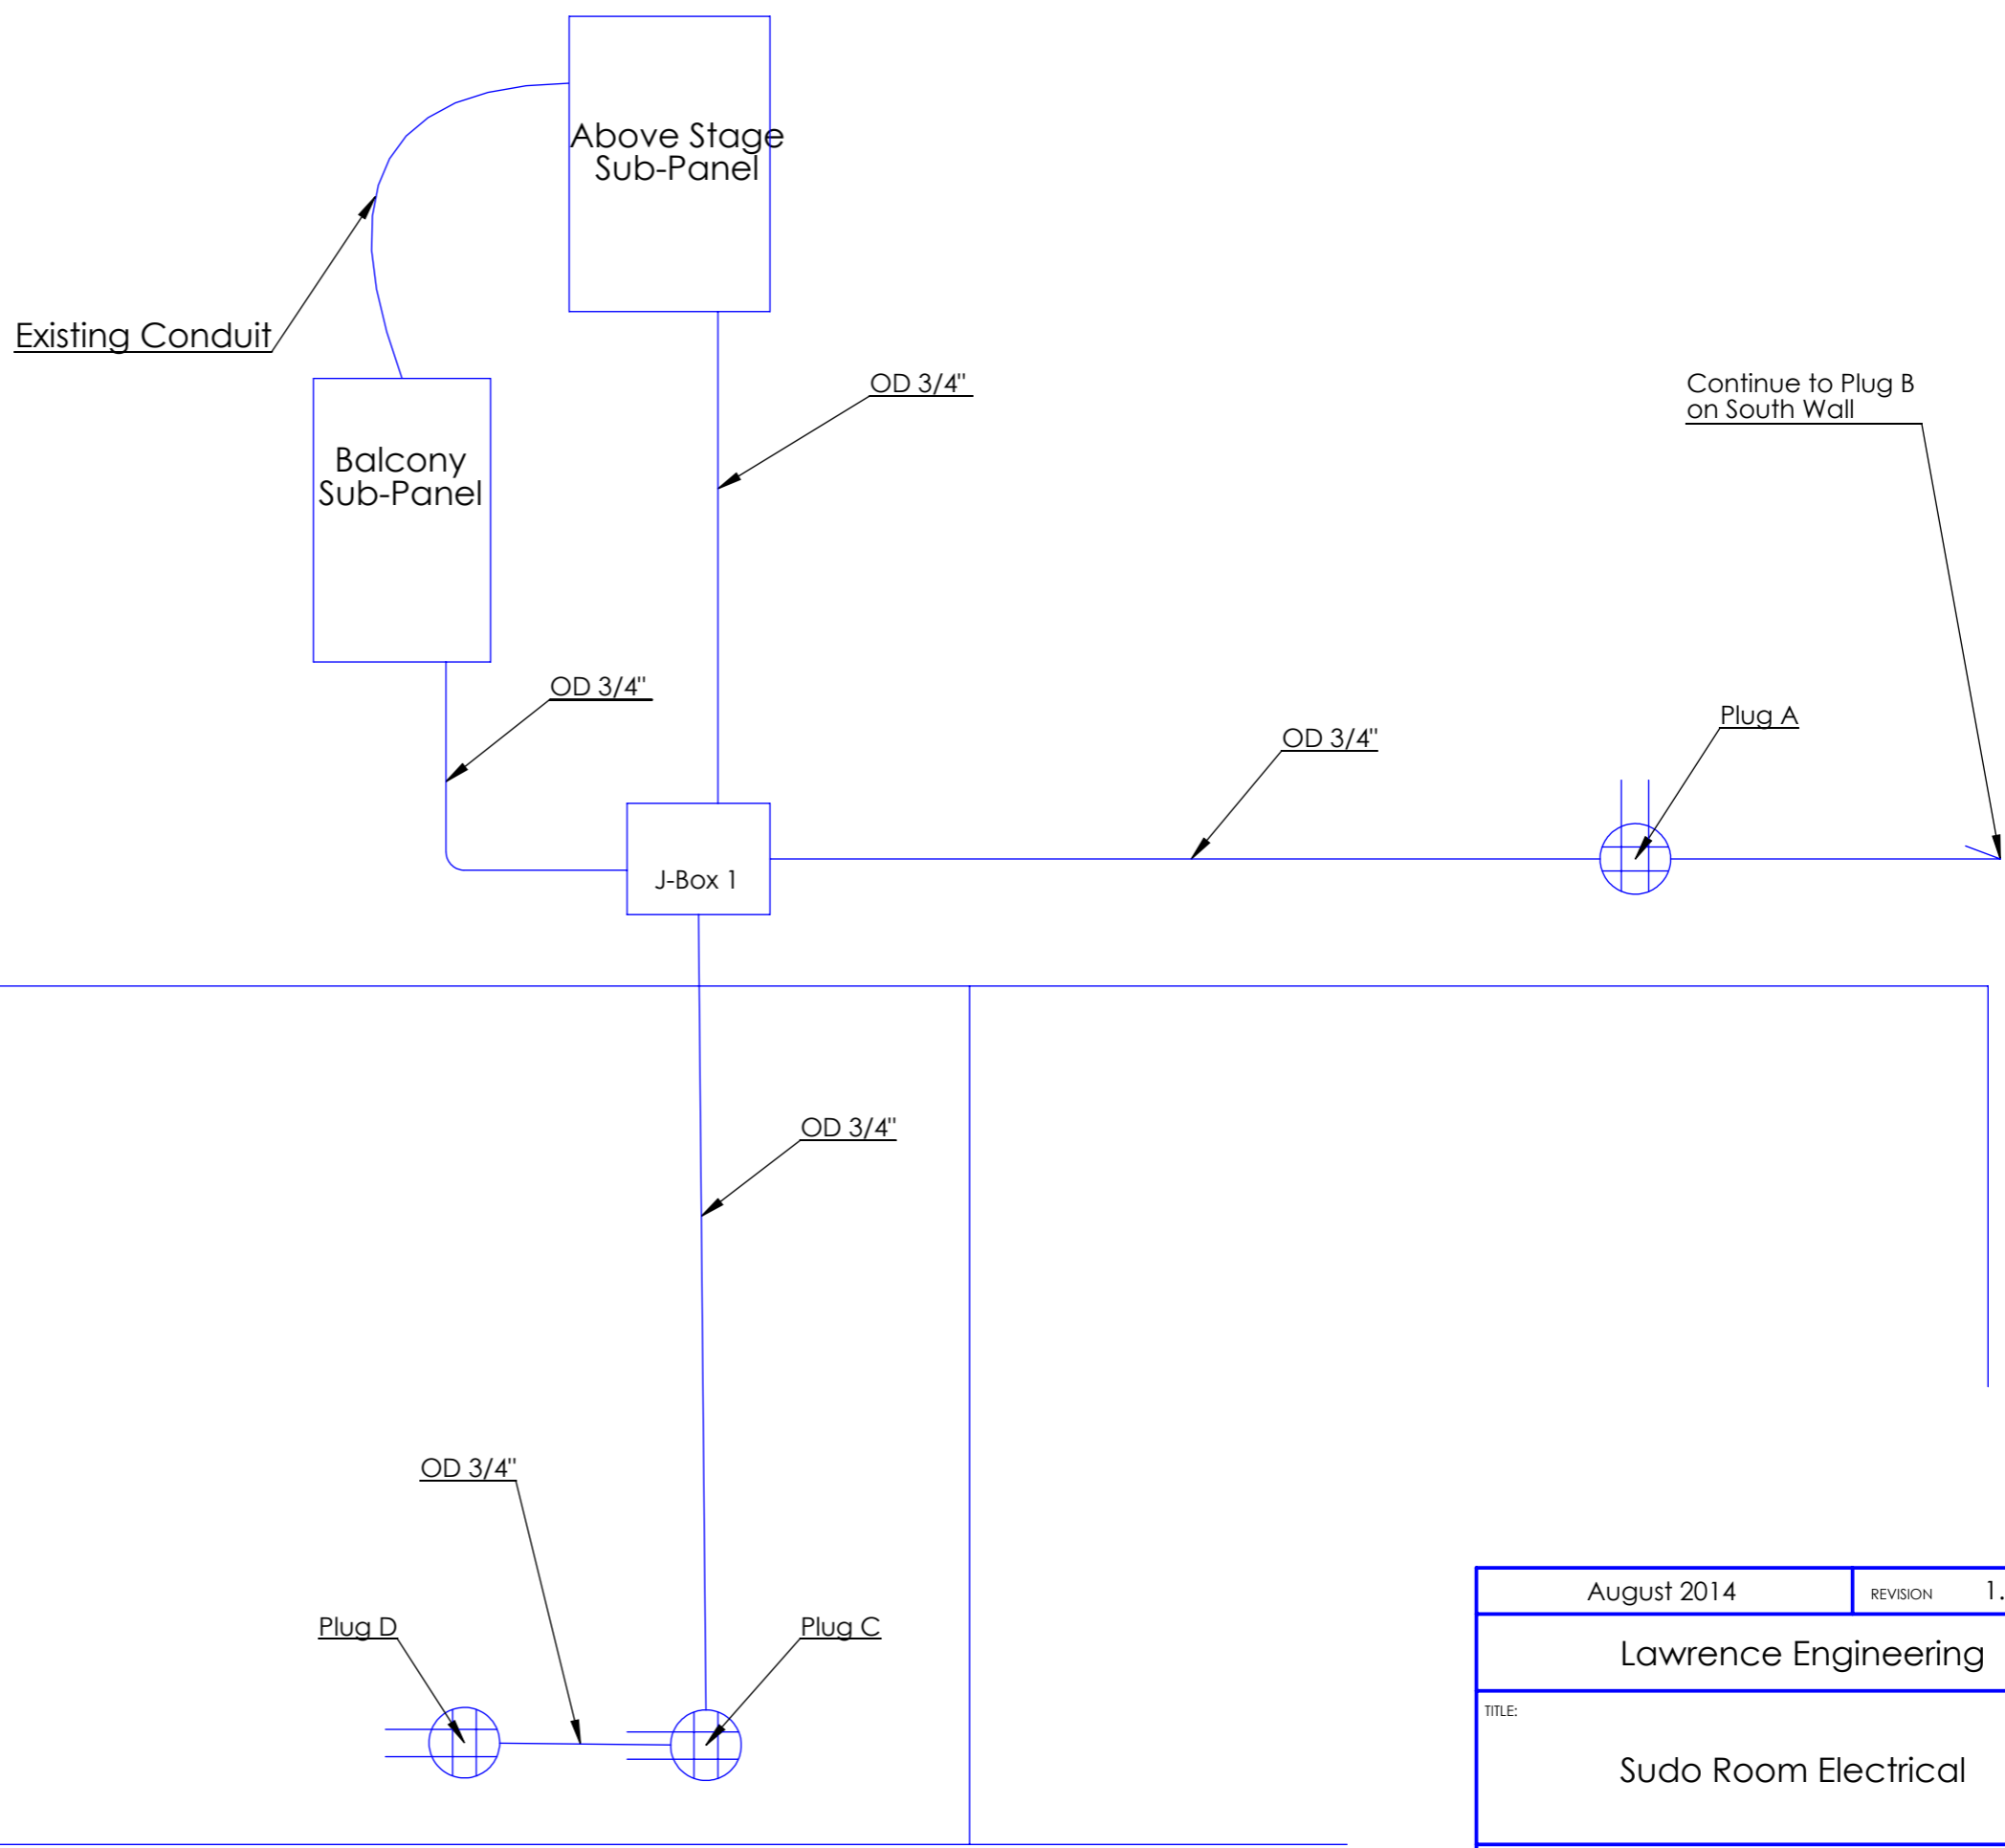 Above Stage
Sub-Panel
Existing Conduit
OD 3/4"
Continue to Plug B
on South Wall
Balcony
Sub-Panel
OD 3/4"
Plug A
OD 3/4"
J-Box 1
OD 3/4"
OD 3/4"
Plug D
Plug C
August 2014
REVISION 1.
Lawrence Engineering
TITLE:
Sudo Room Electrical